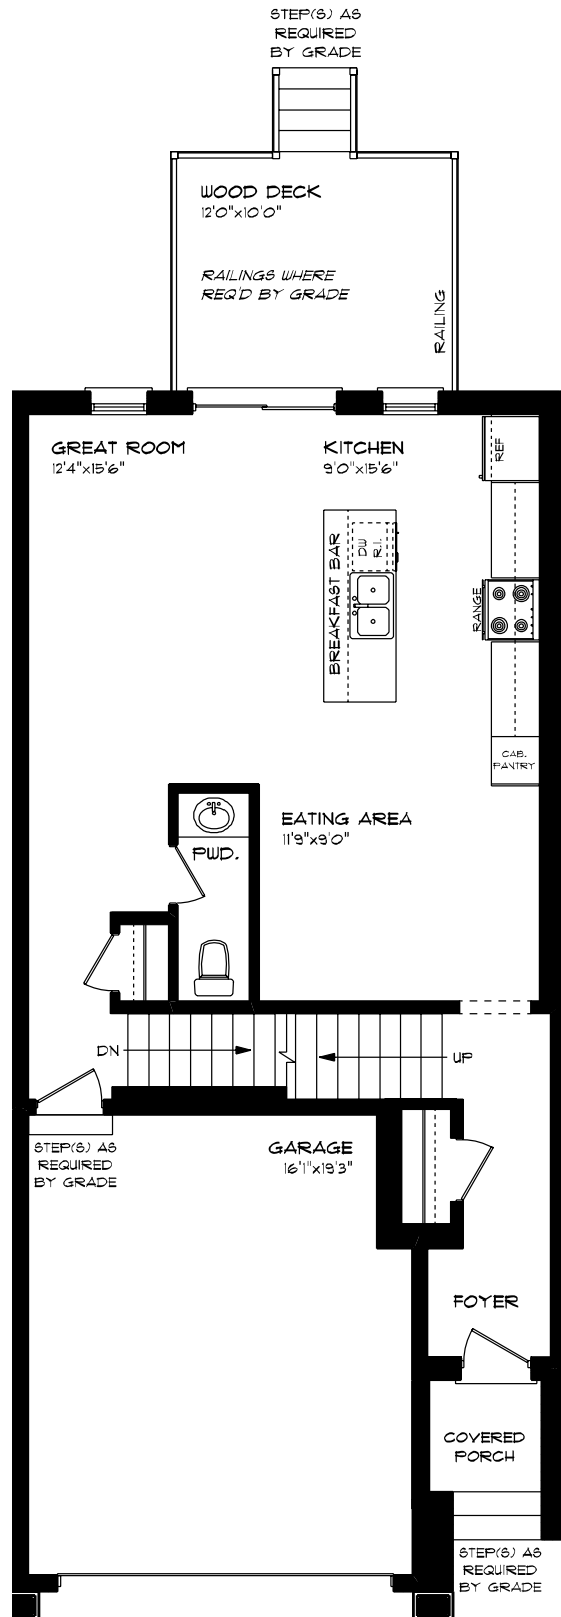 STEP(S) AS
REQUIRED
BY GRADE
WOOD DECK
12'0"x10'0"
RAILINGS WHERE
REQ'D BY GRADE
RAILING
GREAT ROOM
12'4"x15'6"
KITCHEN
9'0"x15'6"
REF
BREAKFAST BAR
DW
R.I.
RANGE
CAB.
PANTRY
EATING AREA
11'9"x9'0"
PWD.
DN
UP
STEP(S) AS
REQUIRED
BY GRADE
GARAGE
16'1"x19'3"
FOYER
COVERED
PORCH
STEP(S) AS
REQUIRED
BY GRADE